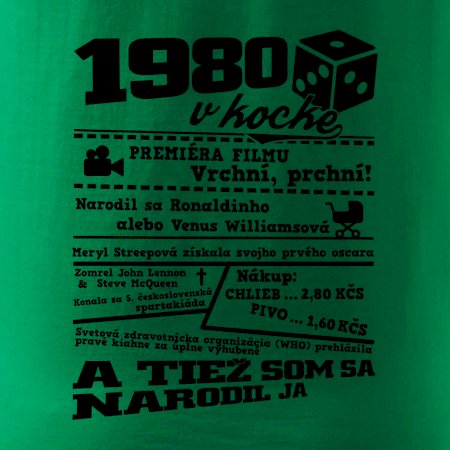 1980
v kocke
PREMIÉRA FILMU
Vrchní, prchni!
Narodil sa Ronaldinho
alebo Venus Williamsová
Meryl Streepová získala svojho prvého oscara
Zomrel John Lennon
& Steve McQueen
Konala sa 5. československá
spartakiáda
Nákup:
CHLIEB ... 2,80 KČS
PIVO ... 1,60 KČS
Svetová zdravotnícka organizácia (WHO) prehlásila
pravé kiahne za úplne vyhubené
A TIEŽ SOM SA
NARODIL JA